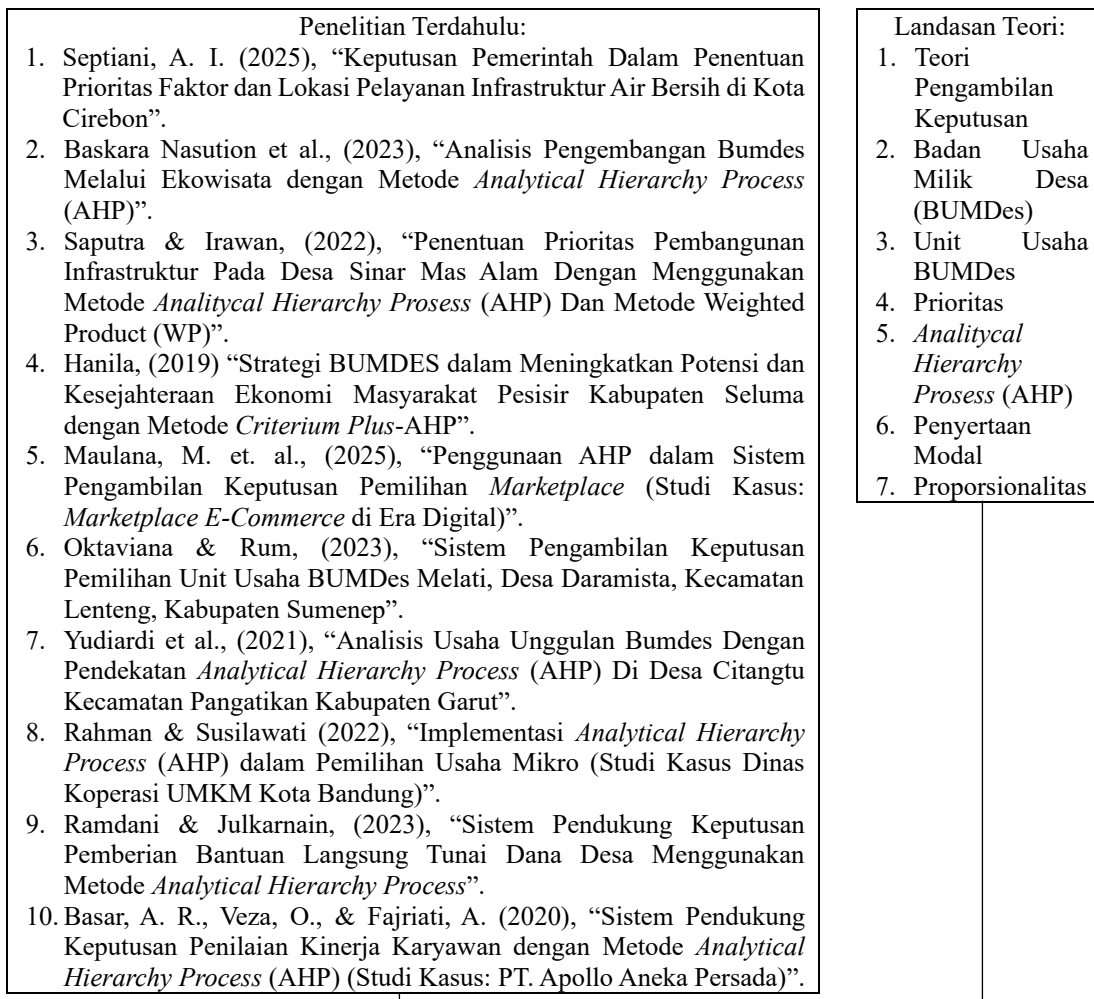 Penelitian Terdahulu:
1. Septiani, A. I. (2025), “Keputusan Pemerintah Dalam Penentuan
Prioritas Faktor dan Lokasi Pelayanan Infrastruktur Air Bersih di Kota
Cirebon”.
2. Baskara Nasution et al., (2023), “Analisis Pengembangan Bumdes
Melalui Ekowisata dengan Metode Analytical Hierarchy Process
(AHP)”.
3. Saputra & Irawan, (2022), “Penentuan Prioritas Pembangunan
Infrastruktur Pada Desa Sinar Mas Alam Dengan Menggunakan
Metode Analitycal Hierarchy Prosess (AHP) Dan Metode Weighted
Product (WP)”.
4. Hanila, (2019) “Strategi BUMDES dalam Meningkatkan Potensi dan
Kesejahteraan Ekonomi Masyarakat Pesisir Kabupaten Seluma
dengan Metode Criterium Plus-AHP”.
5. Maulana, M. et. al., (2025), “Penggunaan AHP dalam Sistem
Pengambilan Keputusan Pemilihan Marketplace (Studi Kasus:
Marketplace E-Commerce di Era Digital)”.
6. Oktaviana & Rum, (2023), “Sistem Pengambilan Keputusan
Pemilihan Unit Usaha BUMDes Melati, Desa Daramista, Kecamatan
Lenteng, Kabupaten Sumenep”.
7. Yudiardi et al., (2021), “Analisis Usaha Unggulan Bumdes Dengan
Pendekatan Analytical Hierarchy Process (AHP) Di Desa Citangtu
Kecamatan Pangatikan Kabupaten Garut”.
8. Rahman & Susilawati (2022), “Implementasi Analytical Hierarchy
Process (AHP) dalam Pemilihan Usaha Mikro (Studi Kasus Dinas
Koperasi UMKM Kota Bandung)”.
9. Ramdani & Julkarnain, (2023), “Sistem Pendukung Keputusan
Pemberian Bantuan Langsung Tunai Dana Desa Menggunakan
Metode Analytical Hierarchy Process”.
10. Basar, A. R., Veza, O., & Fajriati, A. (2020), “Sistem Pendukung
Keputusan Penilaian Kinerja Karyawan dengan Metode Analytical
Hierarchy Process (AHP) (Studi Kasus: PT. Apollo Aneka Persada)”.
Landasan Teori:
1. Teori
Pengambilan
Keputusan
2. Badan Usaha
Milik Desa
(BUMDes)
3. Unit Usaha
BUMDes
4. Prioritas
5. Analitycal
Hierarchy
Prosess (AHP)
6. Penyertaan
Modal
7. Proporsionalitas